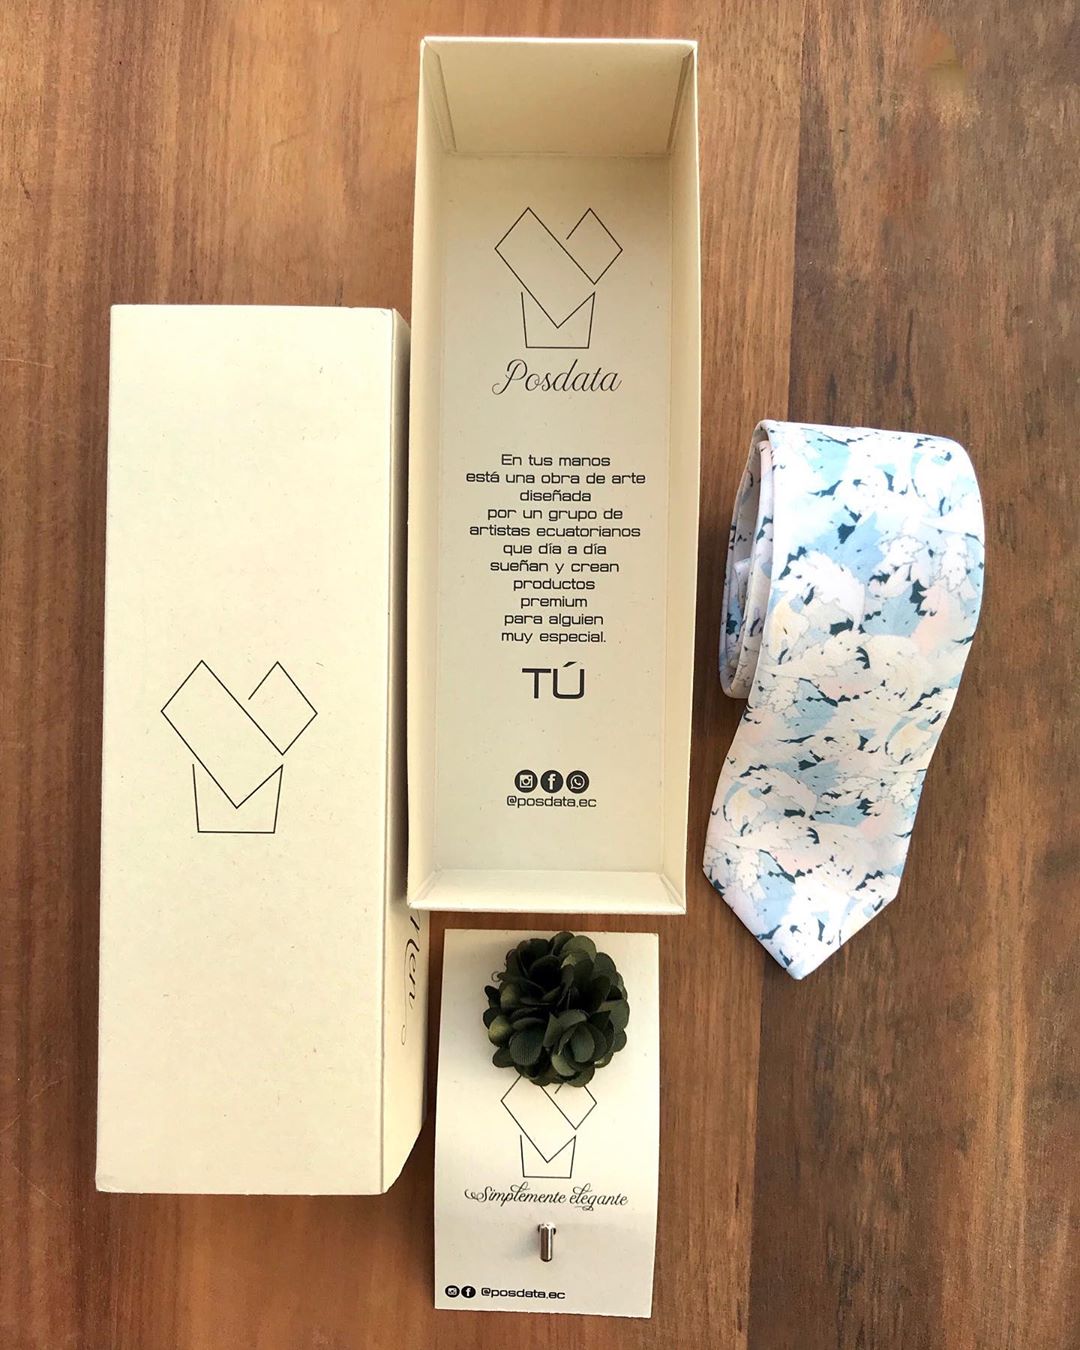 Posdata
En tus manos
está una obra de arte
diseñada
por un grupo de
artistas ecuatorianos
que día a día
sueñan y crean
productos
premium
para alguien
muy especial.
TÚ
@posdata.ec
Men
Simplemente elegante
@posdata.ec